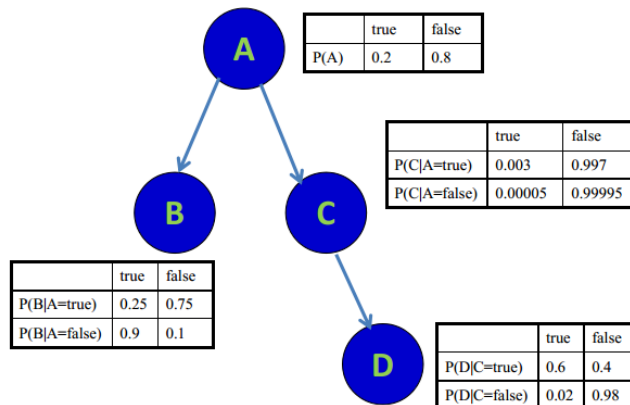 A
true false
P(A) 0.2 0.8
true false
P(C|A=true) 0.003 0.997
P(C|A=false) 0.00005 0.99995
B
C
true false
P(B|A=true) 0.25 0.75
P(B|A=false) 0.9 0.1
D
true false
P(D|C=true) 0.6 0.4
P(D|C=false) 0.02 0.98